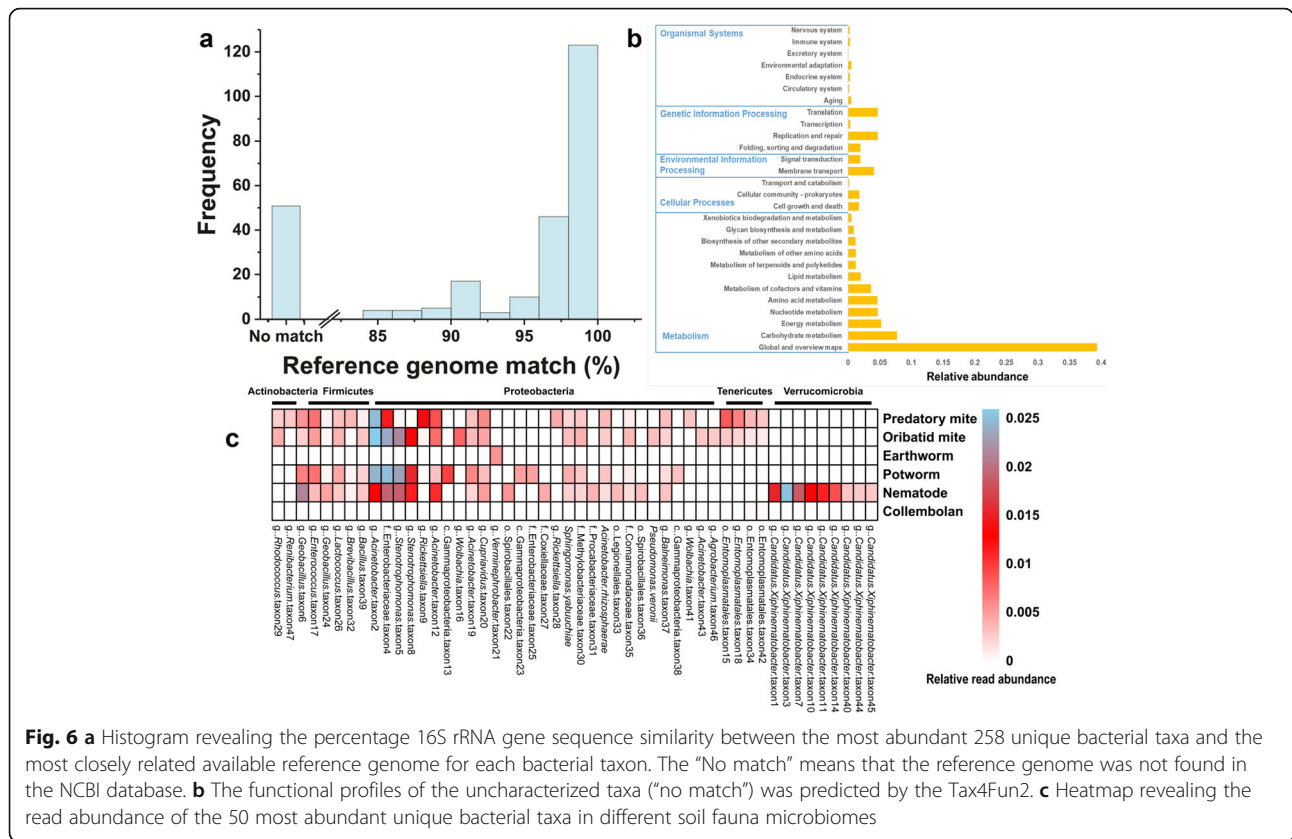 a
Frequency
120
100
80
60
40
20
0
No match
85
90
95
100
Reference genome match (%)
b
Organismal Systems
Nervous system
Immune system
Excretory system
Environmental adaptation
Endocrine system
Circulatory system
Aging
Genetic Information Processing
Translation
Transcription
Replication and repair
Folding, sorting and degradation
Environmental Information
Processing
Signal transduction
Membrane transport
Transport and catabolism
Cellular community - prokaryotes
Cellular Processes
Cell growth and death
Xenobiotics biodegradation and metabolism
Glycan biosynthesis and metabolism
Biosynthesis of other secondary metabolites
Metabolism of other amino acids
Metabolism of terpenoids and polyketides
Lipid metabolism
Metabolism of cofactors and vitamins
Amino acid metabolism
Nucleotide metabolism
Energy metabolism
Metabolism
Carbohydrate metabolism
Global and overview maps
0 0.05 0.1 0.15 0.2 0.25 0.3 0.35 0.4
Relative abundance
Actinobacteria Firmicutes Proteobacteria Tenericutes Verrucomicrobia
c
Predatory mite
Oribatid mite
Earthworm
Potworm
Nematode
Collembolan
0.025
0.02
0.015
0.01
0.005
0
Relative read abundance
g..Rhodococcus.taxon29
g..Renibacterium.taxon47
g..Geobacillus.taxon6
g..Enterococcus.taxon17
g..Geobacillus.taxon24
g..Lactococcus.taxon26
g..Brevibacillus.taxon32
g..Bacillus.taxon39
g..Acinetobacter.taxon2
f..Enterobacteriaceae.taxon4
g..Stenotrophomonas.taxon5
g..Stenotrophomonas.taxon8
g..Rickettsiella.taxon9
g..Acinetobacter.taxon12
c..Gammaproteobacteria.taxon13
g..Wolbachia.taxon16
g..Acinetobacter.taxon19
g..Cupriavidus.taxon20
g..Verminephrobacter.taxon21
o..Spirobacillales.taxon22
c..Gammaproteobacteria.taxon23
f..Enterobacteriaceae.taxon25
f..Coxiellaceae.taxon27
g..Rickettsiella.taxon28
Sphingomonas.yabuuchiae
f..Methylobacteriaceae.taxon30
f..Procabacteriaceae.taxon31
Acinetobacter.rhizosphaerae
o..Legionellales.taxon33
f..Comamonadaceae.taxon35
o..Spirobacillales.taxon36
Pseudomonas.veronii
g..Balneimonas.taxon37
c..Gammaproteobacteria.taxon38
g..Wolbachia.taxon41
g..Acinetobacter.taxon43
g..Agrobacterium.taxon46
o..Entomoplasmatales.taxon15
o..Entomoplasmatales.taxon18
o..Entomoplasmatales.taxon34
o..Entomoplasmatales.taxon42
g..Candidatus.Xiphinematobacter.taxon1
g..Candidatus.Xiphinematobacter.taxon3
g..Candidatus.Xiphinematobacter.taxon7
g..Candidatus.Xiphinematobacter.taxon10
g..Candidatus.Xiphinematobacter.taxon11
g..Candidatus.Xiphinematobacter.taxon14
g..Candidatus.Xiphinematobacter.taxon40
g..Candidatus.Xiphinematobacter.taxon44
g..Candidatus.Xiphinematobacter.taxon45
Fig. 6 a Histogram revealing the percentage 16S rRNA gene sequence similarity between the most abundant 258 unique bacterial taxa and the
most closely related available reference genome for each bacterial taxon. The “No match” means that the reference genome was not found in
the NCBI database. b The functional profiles of the uncharacterized taxa (“no match”) was predicted by the Tax4Fun2. c Heatmap revealing the
read abundance of the 50 most abundant unique bacterial taxa in different soil fauna microbiomes